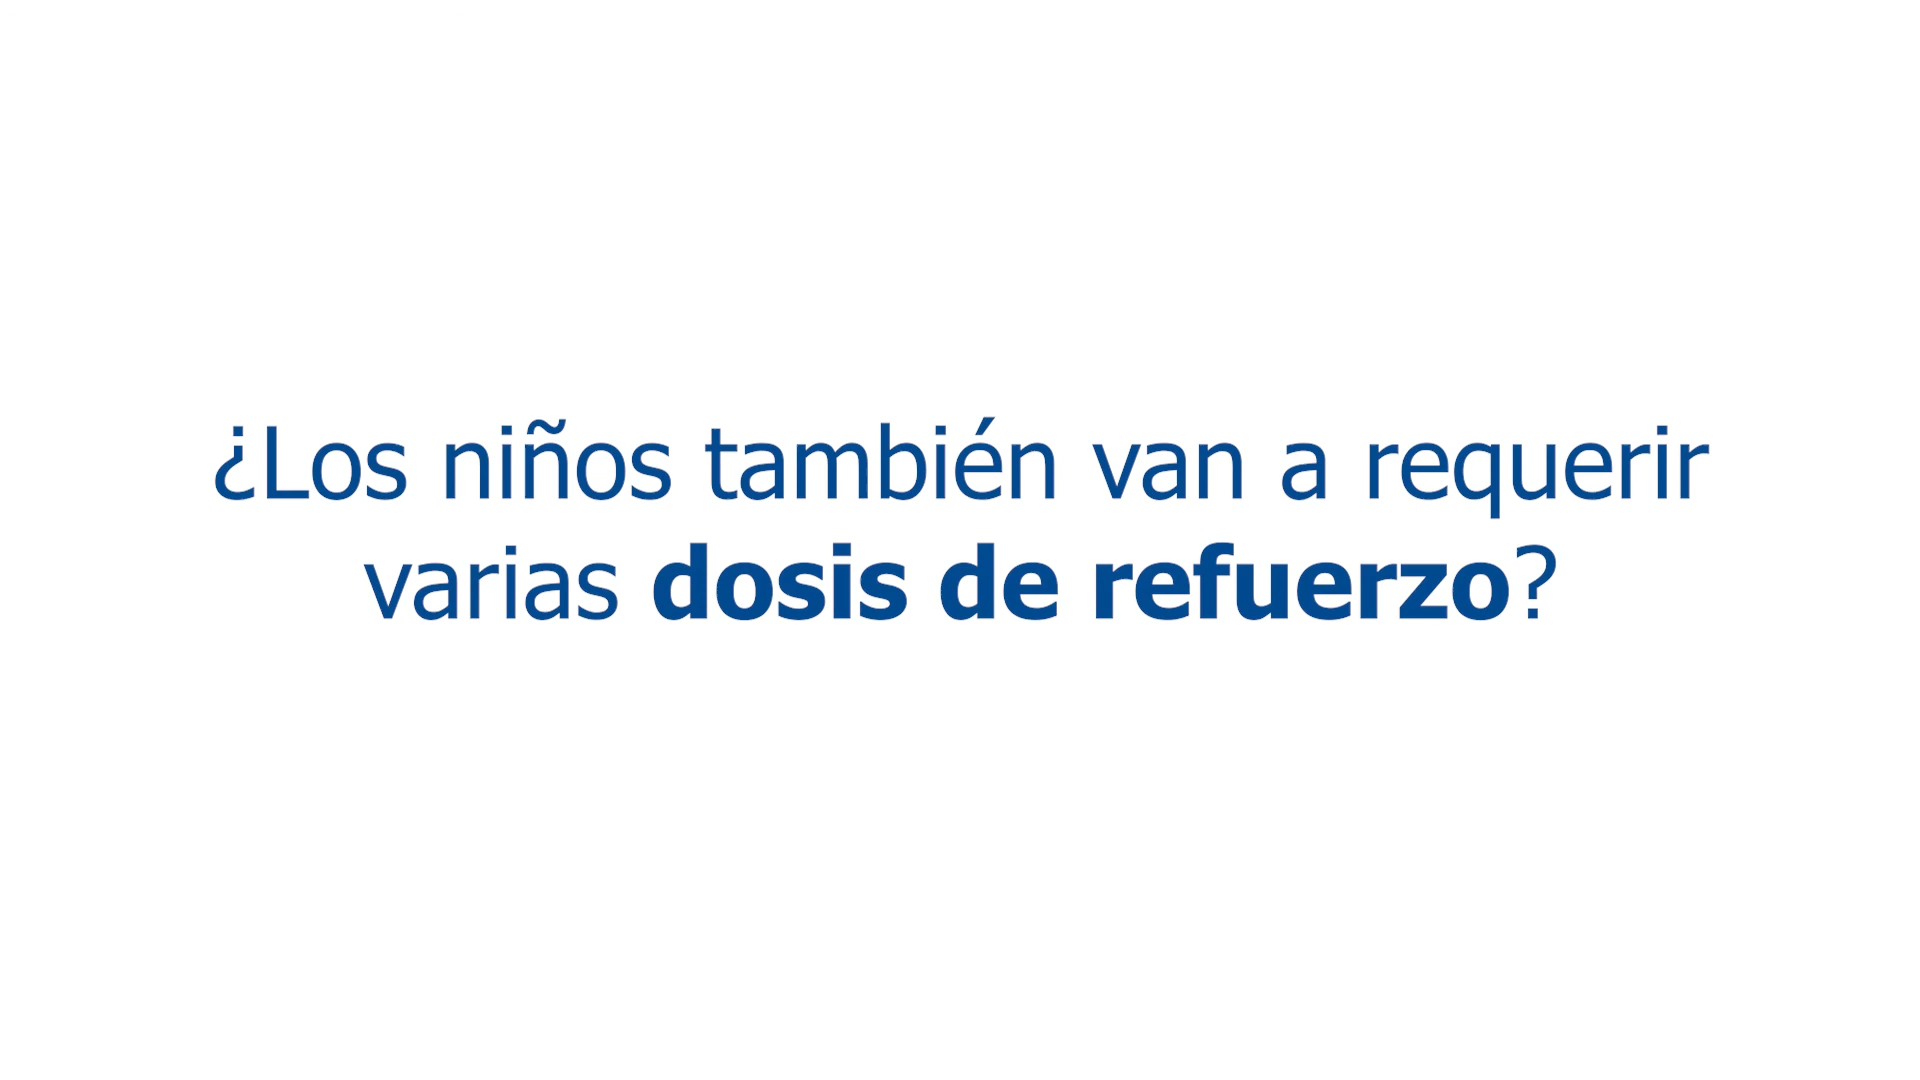 ¿Los niños también van a requerir
varias dosis de refuerzo?